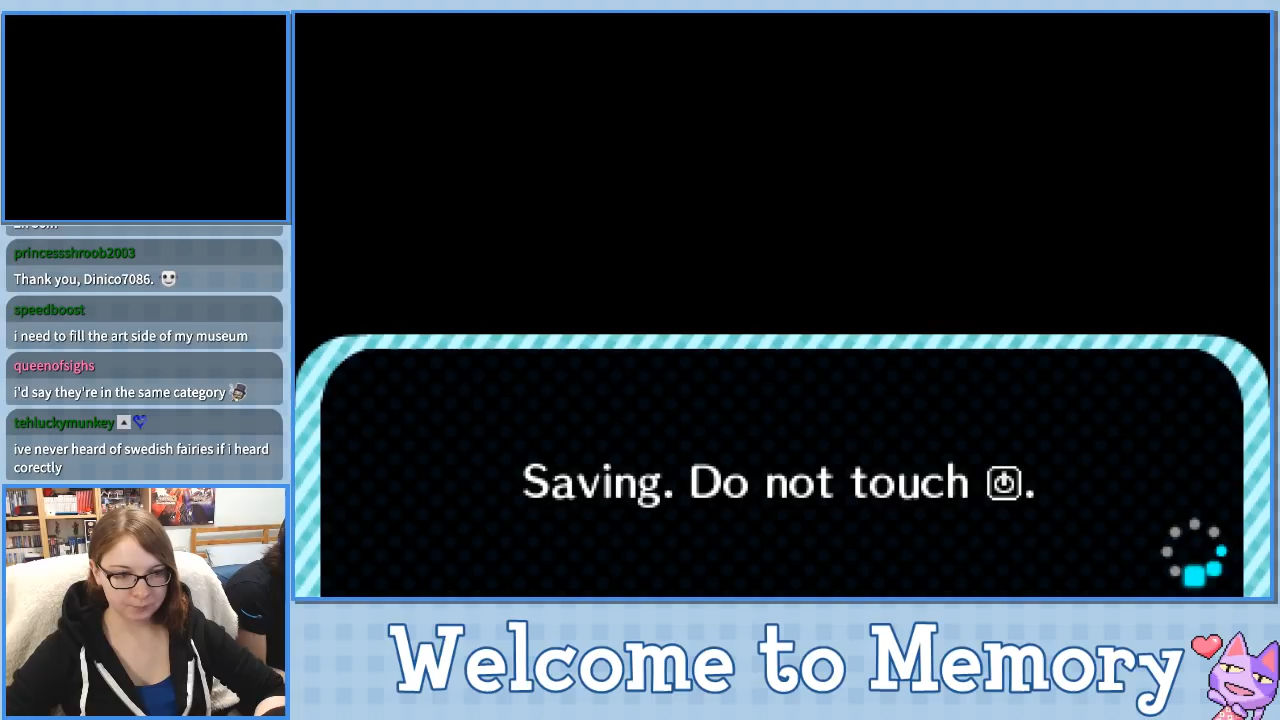 princessshroob2003
Thank you, Dinico7086.
speedboost
i need to fill the art side of my museum
queenofsighs
i'd say they're in the same category
tehluckymunkey
ive never heard of swedish fairies if i heard
corectly
Saving. Do not touch .
Welcome to Memory